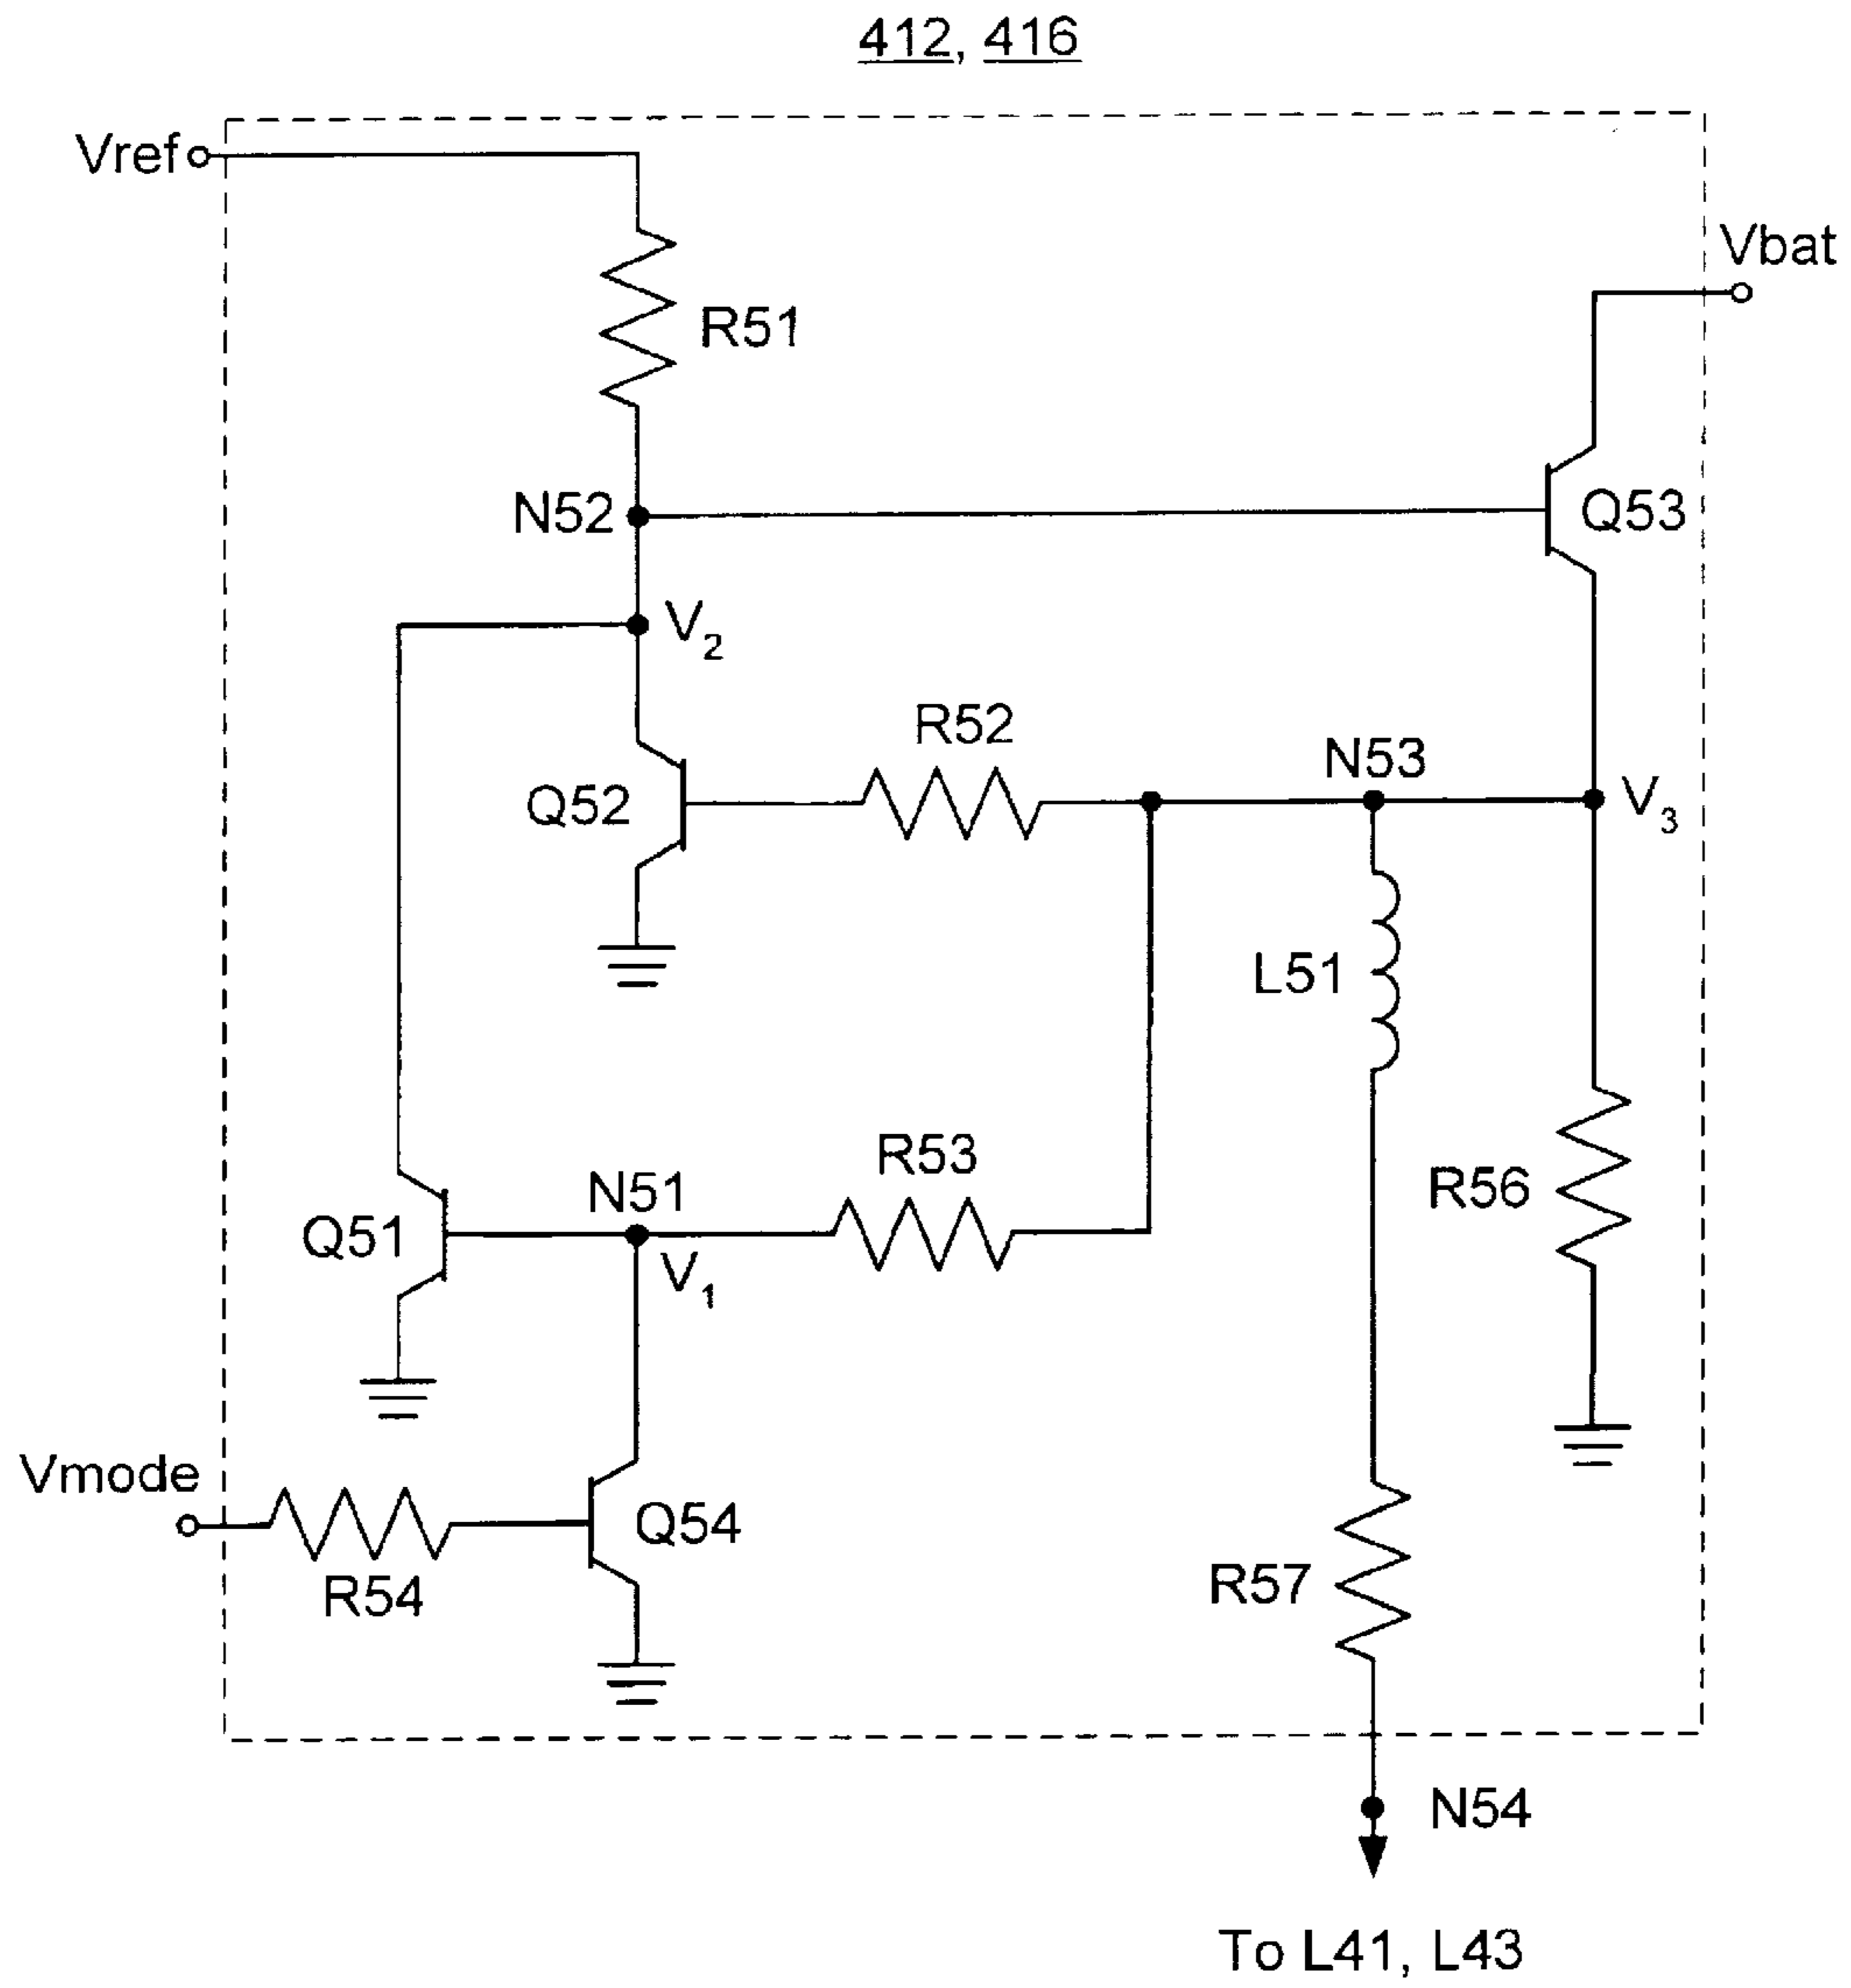 412, 416
Vref
Vbat
R51
N52
Q53
V2
R52
N53
Q52
V3
L51
R53
N51
R56
Q51
V1
Vmode
Q54
R54
R57
N54
To L41, L43